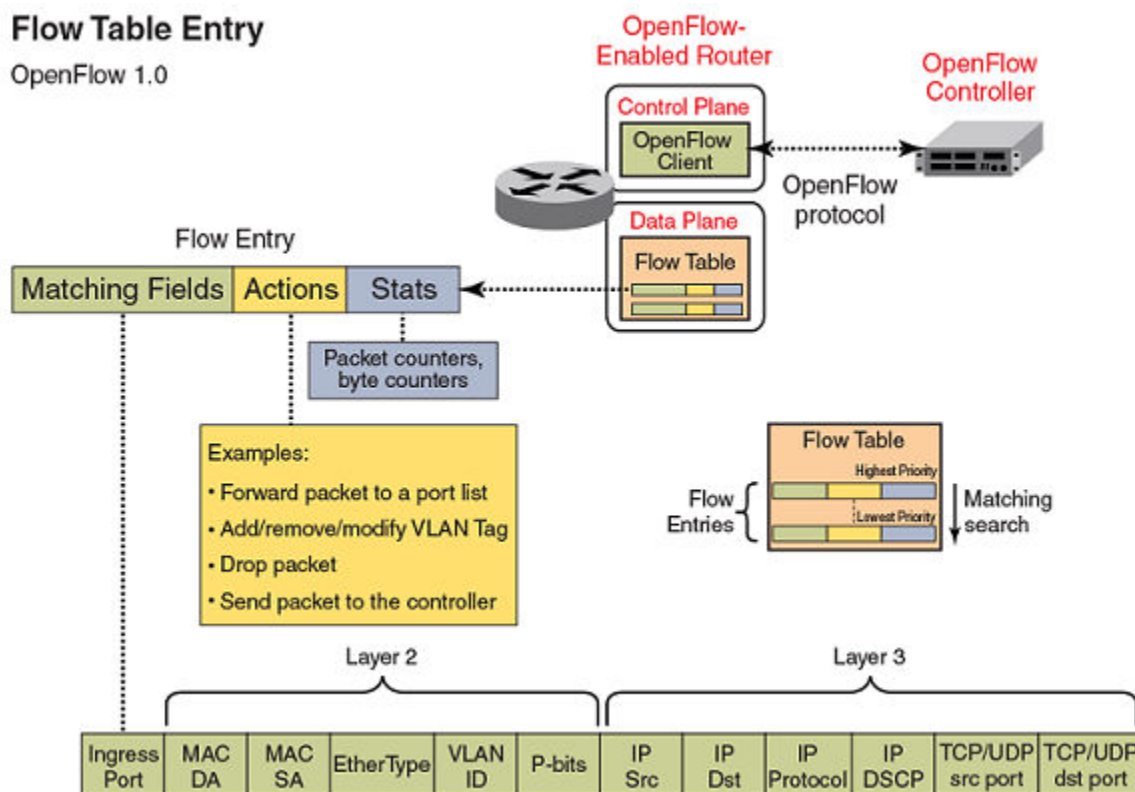 Flow Table Entry
OpenFlow 1.0
OpenFlow-
Enabled Router
OpenFlow
Controller
Control Plane
OpenFlow
Client
OpenFlow
protocol
Data Plane
Flow Table
Flow Entry
Matching Fields
Actions
Stats
Packet counters,
byte counters
Examples:
• Forward packet to a port list
• Add/remove/modify VLAN Tag
• Drop packet
• Send packet to the controller
Flow Table
Highest Priority
Flow
Entries
Lowest Priority
Matching
search
Layer 2
Layer 3
Ingress
Port
MAC
DA
MAC
SA
EtherType
VLAN
ID
P-bits
IP
Src
IP
Dst
IP
Protocol
IP
DSCP
TCP/UDP
src port
TCP/UDP
dst port